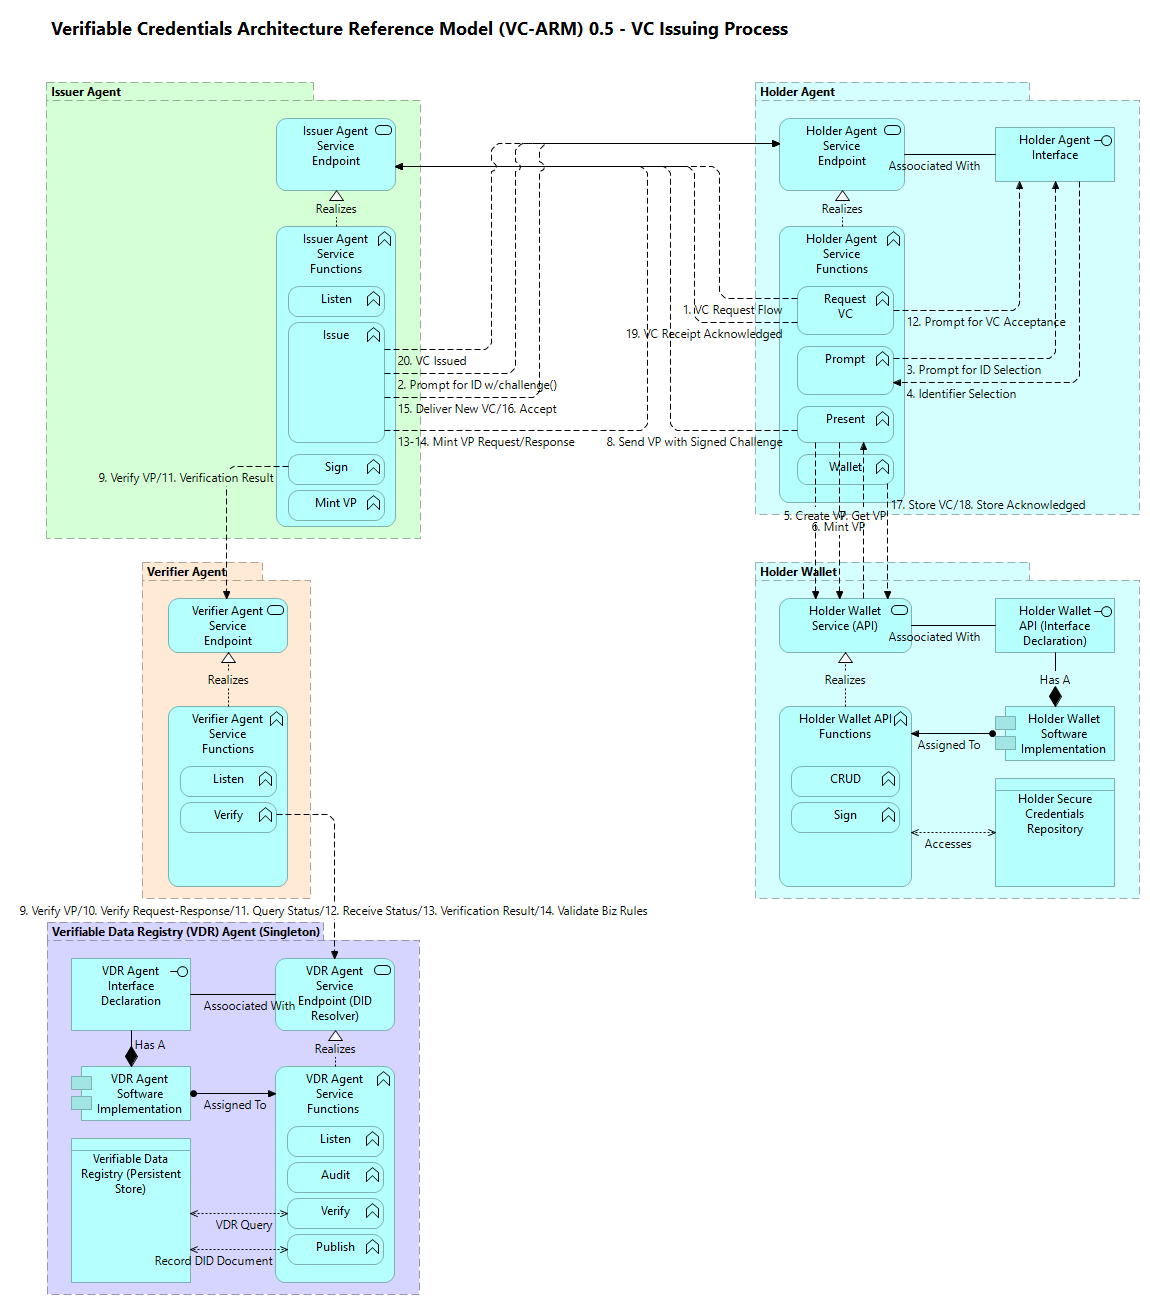 Verifiable Credentials Architecture Reference Model (VC-ARM) 0.5 - VC Issuing Process
Issuer Agent
Issuer Agent
Service
Endpoint
Realizes
Issuer Agent
Service
Functions
Listen
Issue
Sign
Mint VP
20. VC Issued
2. Prompt for ID w/challenge()
15. Deliver New VC/16. Accept
13-14. Mint VP Request/Response
9. Verify VP/11. Verification Result
Holder Agent
Holder Agent
Service
Endpoint
Assoociated With
Holder Agent
Interface
Realizes
Holder Agent
Service
Functions
Request
VC
Prompt
Present
Wallet
1. VC Request Flow
19. VC Receipt Acknowledged
8. Send VP with Signed Challenge
12. Prompt for VC Acceptance
3. Prompt for ID Selection
4. Identifier Selection
17. Store VC/18. Store Acknowledged
5. Create VP
7. Get VP
6. Mint VP
Verifier Agent
Verifier Agent
Service
Endpoint
Realizes
Verifier Agent
Service
Functions
Listen
Verify
Holder Wallet
Holder Wallet
Service (API)
Assoociated With
Holder Wallet
API (Interface
Declaration)
Realizes
Has A
Holder Wallet API
Functions
CRUD
Sign
Assigned To
Holder Wallet
Software
Implementation
Holder Secure
Credentials
Repository
Accesses
9. Verify VP/10. Verify Request-Response/11. Query Status/12. Receive Status/13. Verification Result/14. Validate Biz Rules
Verifiable Data Registry (VDR) Agent (Singleton)
VDR Agent
Interface
Declaration
Assoociated With
VDR Agent
Service
Endpoint (DID
Resolver)
Has A
Realizes
VDR Agent
Software
Implementation
Assigned To
VDR Agent
Service
Functions
Listen
Audit
Verify
Publish
Verifiable Data
Registry (Persistent
Store)
VDR Query
Record DID Document